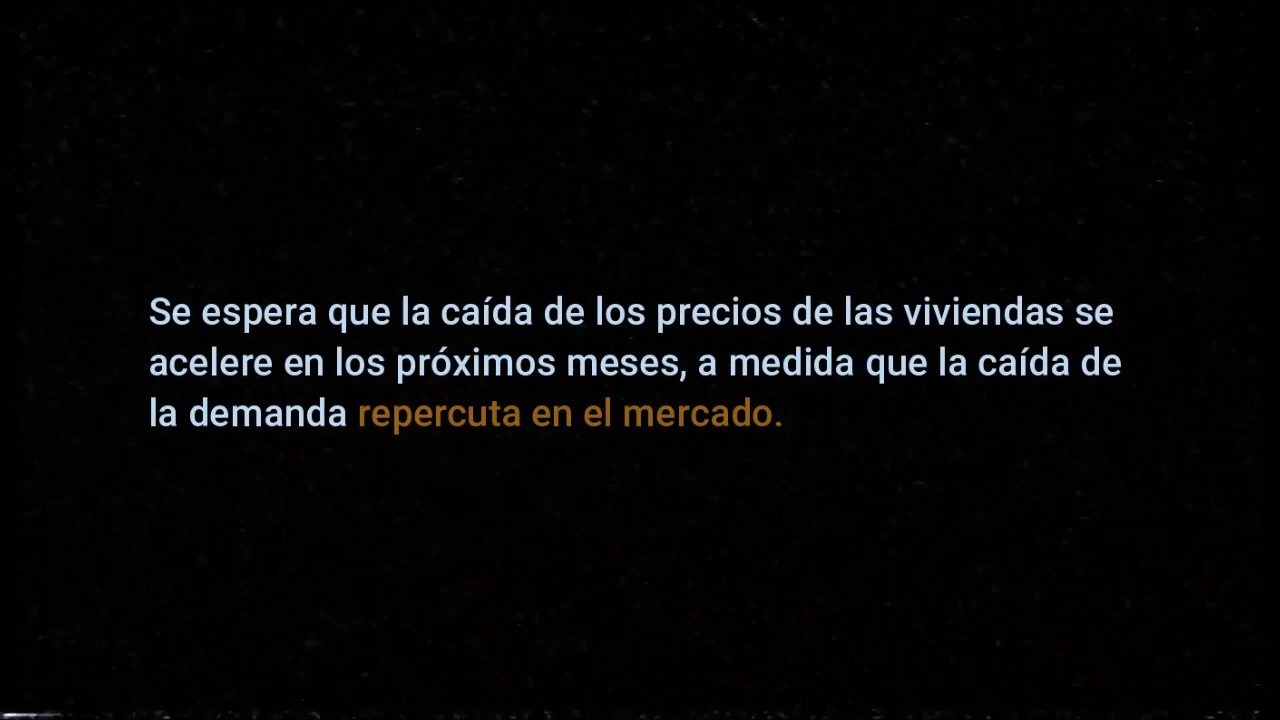 Se espera que la caída de los precios de las viviendas se
acelere en los próximos meses, a medida que la caída de
la demanda repercuta en el mercado.